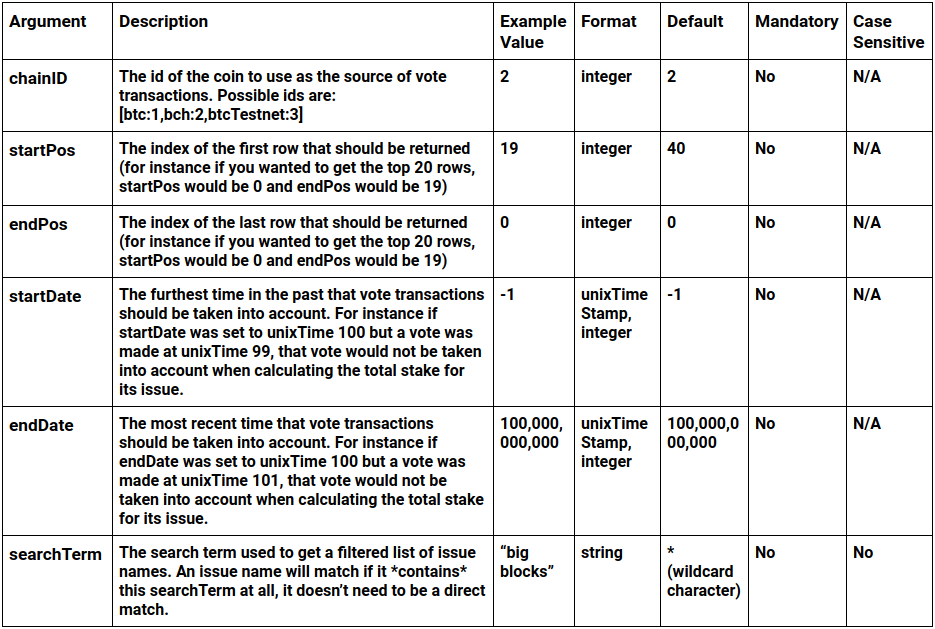 Argument Description Example Value Format Default Mandatory Case Sensitive
chainID The id of the coin to use as the source of vote 2 integer 2 No N/A
transactions. Possible ids are:
[btc:1,bch:2,btcTestnet:3]
startPos The index of the first row that should be returned 19 integer 40 No N/A
(for instance if you wanted to get the top 20 rows,
startPos would be 0 and endPos would be 19)
endPos The index of the last row that should be returned 0 integer 0 No N/A
(for instance if you wanted to get the top 20 rows,
startPos would be 0 and endPos would be 19)
startDate The furthest time in the past that vote transactions -1 unixTime -1 No N/A
should be taken into account. For instance if Stamp,
startDate was set to unixTime 100 but a vote was integer
made at unixTime 99, that vote would not be taken
into account when calculating the total stake for
its issue.
endDate The most recent time that vote transactions 100,000, unixTime 100,000,0 No N/A
should be taken into account. For instance if 000,000 Stamp, 00,000
endDate was set to unixTime 100 but a vote was integer
made at unixTime 101, that vote would not be
taken into account when calculating the total stake
for its issue.
searchTerm The search term used to get a filtered list of issue “big string * No No
names. An issue name will match if it *contains* blocks” (wildcard
this searchTerm at all, it doesn’t need to be a direct character)
match.